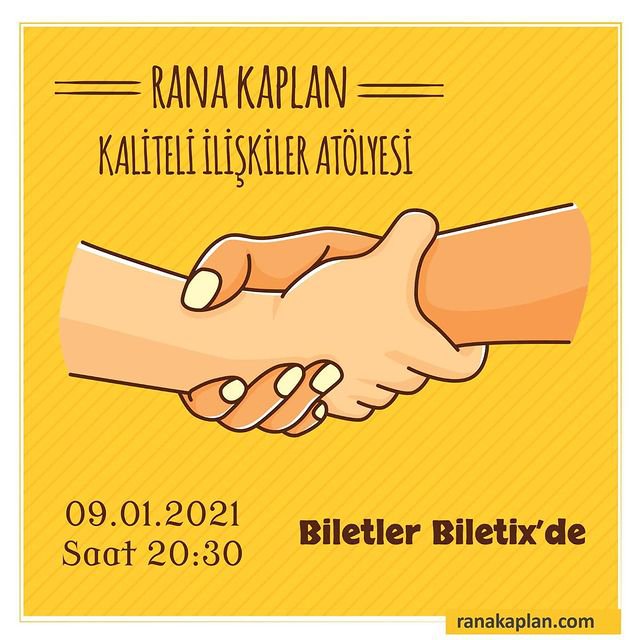 RANA KAPLAN
KALİTELİ İLİŞKİLER ATÖLYESİ
09.01.2021
Saat 20:30
Biletler Biletix'de
ranakaplan.com